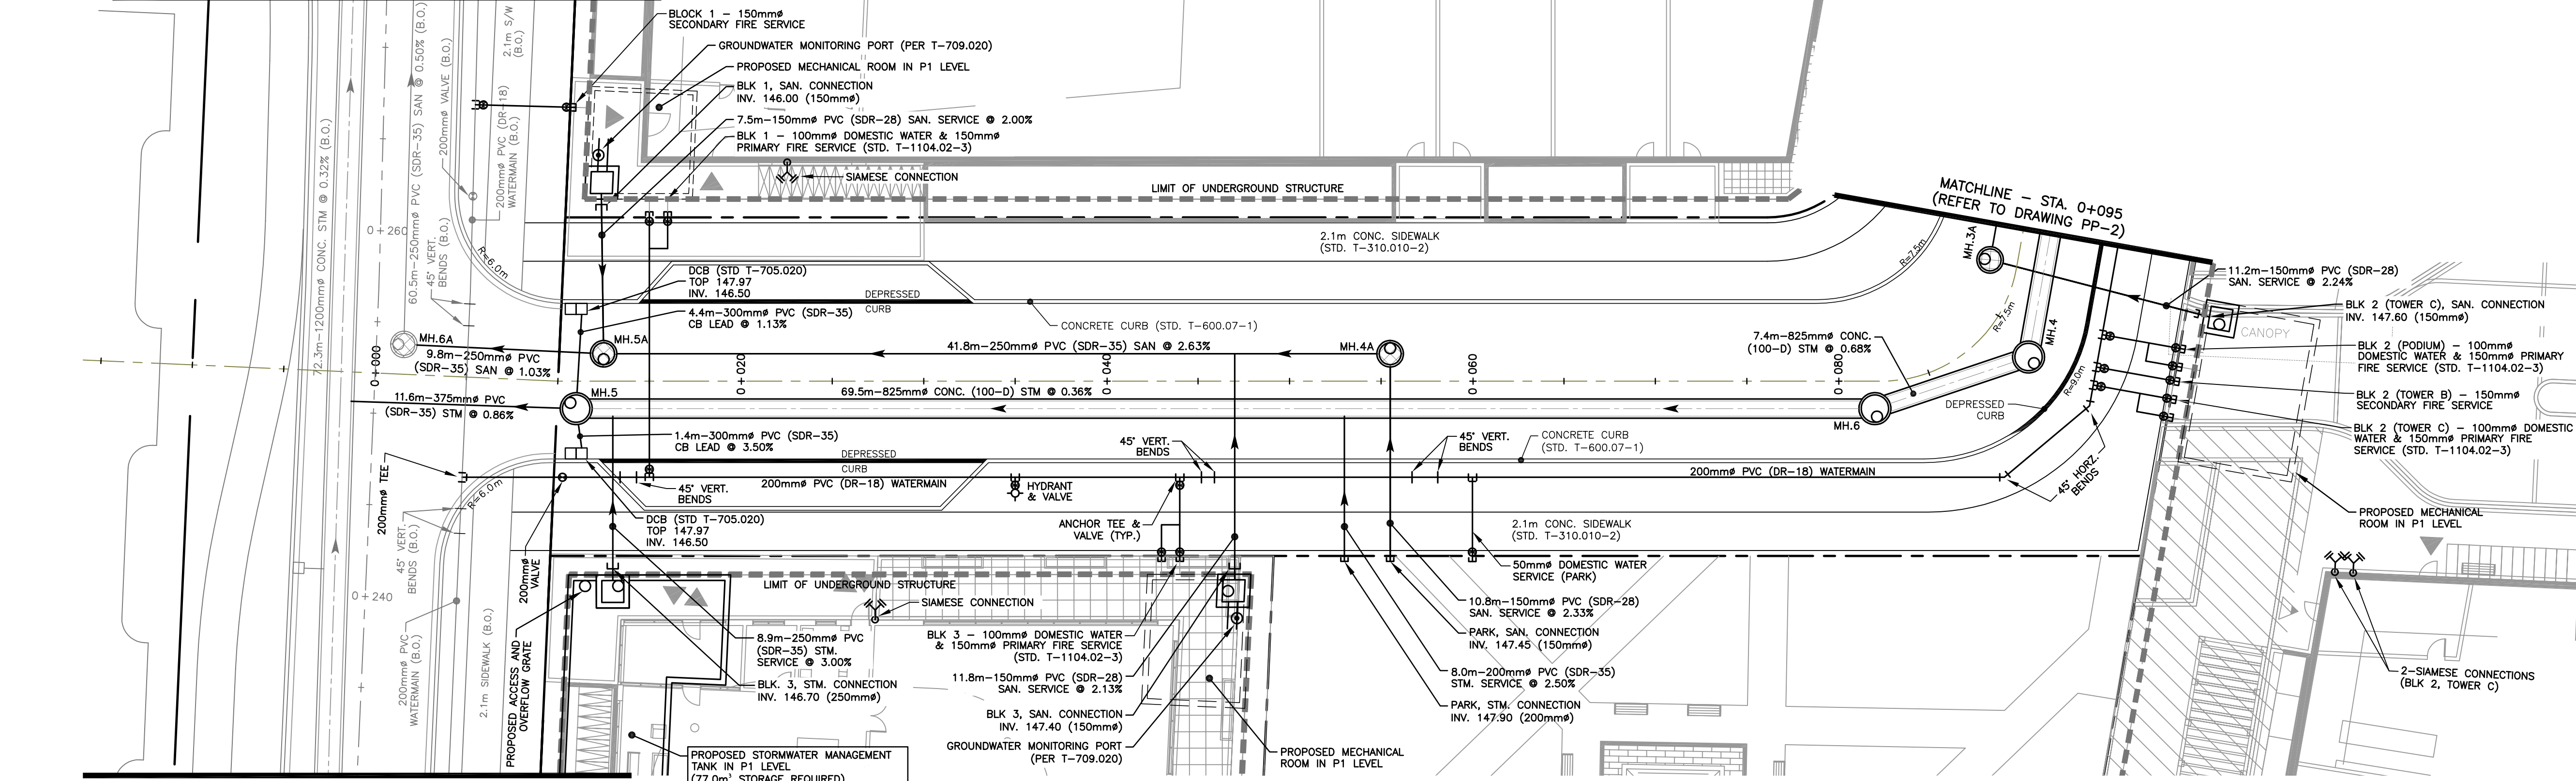 BLOCK 1 – 150mmø
SECONDARY FIRE SERVICE
GROUNDWATER MONITORING PORT (PER T-709.020)
PROPOSED MECHANICAL ROOM IN P1 LEVEL
BLK 1, SAN. CONNECTION
INV. 146.00 (150mmø)
7.5m-150mmø PVC (SDR-28) SAN. SERVICE @ 2.00%
BLK 1 – 100mmø DOMESTIC WATER & 150mmø
PRIMARY FIRE SERVICE (STD. T-1104.02-3)
SIAMESE CONNECTION
LIMIT OF UNDERGROUND STRUCTURE
MATCHLINE – STA. 0+095
(REFER TO DRAWING PP-2)
72.3m-1200mmø CONC. STM @ 0.32% (B.O.)
60.5m-250mmø PVC (SDR-35) SAN @ 0.50% (B.O.)
200mmø VALVE (B.O.)
200mmø PVC (DR-18)
WATERMAIN (B.O.)
2.1m S/W
(B.O.)
0+260
45° VERT.
BENDS (B.O.)
R=6.0m
2.1m CONC. SIDEWALK
(STD. T-310.010-2)
DCB (STD T-705.020)
TOP 147.97
INV. 146.50
DEPRESSED
CURB
4.4m-300mmø PVC (SDR-35)
CB LEAD @ 1.13%
CONCRETE CURB (STD. T-600.07-1)
R=7.5m
MH.3A
11.2m-150mmø PVC (SDR-28)
SAN. SERVICE @ 2.24%
BLK 2 (TOWER C), SAN. CONNECTION
INV. 147.60 (150mmø)
CANOPY
MH.6A
9.8m-250mmø PVC
(SDR-35) SAN @ 1.03%
MH.5A
41.8m-250mmø PVC (SDR-35) SAN @ 2.63%
MH.4A
7.4m-825mmø CONC.
(100-D) STM @ 0.68%
R=7.5m
MH.4
BLK 2 (PODIUM) – 100mmø
DOMESTIC WATER & 150mmø PRIMARY
FIRE SERVICE (STD. T-1104.02-3)
0+000
0+020
0+040
0+060
0+080
11.6m-375mmø PVC
(SDR-35) STM @ 0.86%
MH.5
69.5m-825mmø CONC. (100-D) STM @ 0.36%
MH.6
DEPRESSED
CURB
R=9.0m
BLK 2 (TOWER B) – 150mmø
SECONDARY FIRE SERVICE
BLK 2 (TOWER C) – 100mmø DOMESTIC
WATER & 150mmø PRIMARY FIRE
SERVICE (STD. T-1104.02-3)
1.4m-300mmø PVC (SDR-35)
CB LEAD @ 3.50%
DEPRESSED
CURB
45° VERT.
BENDS
45° VERT.
BENDS
CONCRETE CURB
(STD. T-600.07-1)
200mmø TEE
R=6.0m
45° VERT.
BENDS
200mmø PVC (DR-18) WATERMAIN
HYDRANT
& VALVE
200mmø PVC (DR-18) WATERMAIN
45° HORZ.
BENDS
DCB (STD T-705.020)
TOP 147.97
INV. 146.50
ANCHOR TEE &
VALVE (TYP.)
2.1m CONC. SIDEWALK
(STD. T-310.010-2)
PROPOSED MECHANICAL
ROOM IN P1 LEVEL
45° VERT.
BENDS (B.O.)
200mmø
VALVE
0+240
LIMIT OF UNDERGROUND STRUCTURE
SIAMESE CONNECTION
50mmø DOMESTIC WATER
SERVICE (PARK)
10.8m-150mmø PVC (SDR-28)
SAN. SERVICE @ 2.33%
PARK, SAN. CONNECTION
INV. 147.45 (150mmø)
8.0m-200mmø PVC (SDR-35)
STM. SERVICE @ 2.50%
PARK, STM. CONNECTION
INV. 147.90 (200mmø)
200mmø PVC
WATERMAIN (B.O.)
2.1m SIDEWALK (B.O.)
PROPOSED ACCESS AND
OVERFLOW GRATE
8.9m-250mmø PVC
(SDR-35) STM.
SERVICE @ 3.00%
BLK. 3, STM. CONNECTION
INV. 146.70 (250mmø)
BLK 3 – 100mmø DOMESTIC WATER
& 150mmø PRIMARY FIRE SERVICE
(STD. T-1104.02-3)
11.8m-150mmø PVC (SDR-28)
SAN. SERVICE @ 2.13%
BLK 3, SAN. CONNECTION
INV. 147.40 (150mmø)
GROUNDWATER MONITORING PORT
(PER T-709.020)
PROPOSED MECHANICAL
ROOM IN P1 LEVEL
2-SIAMESE CONNECTIONS
(BLK 2, TOWER C)
PROPOSED STORMWATER MANAGEMENT
TANK IN P1 LEVEL
(77.0m³ STORAGE REQUIRED)